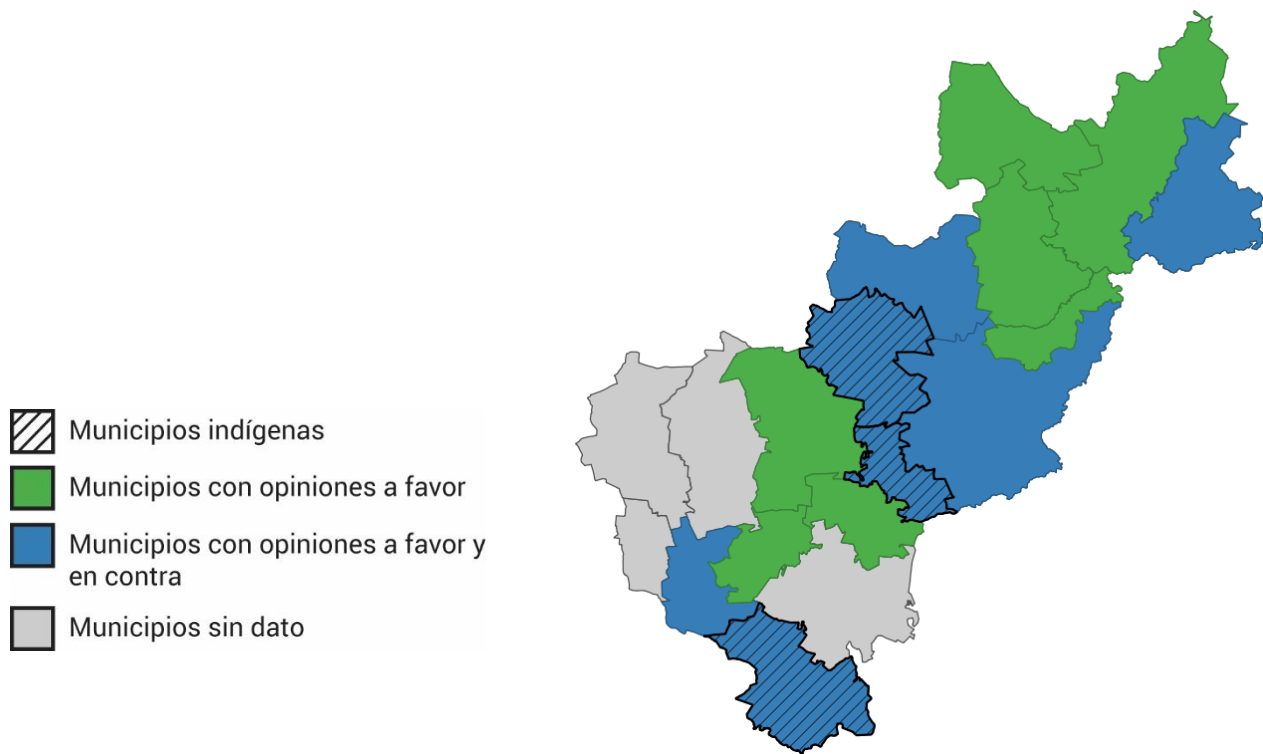 Municipios indígenas
Municipios con opiniones a favor
Municipios con opiniones a favor y
en contra
Municipios sin dato